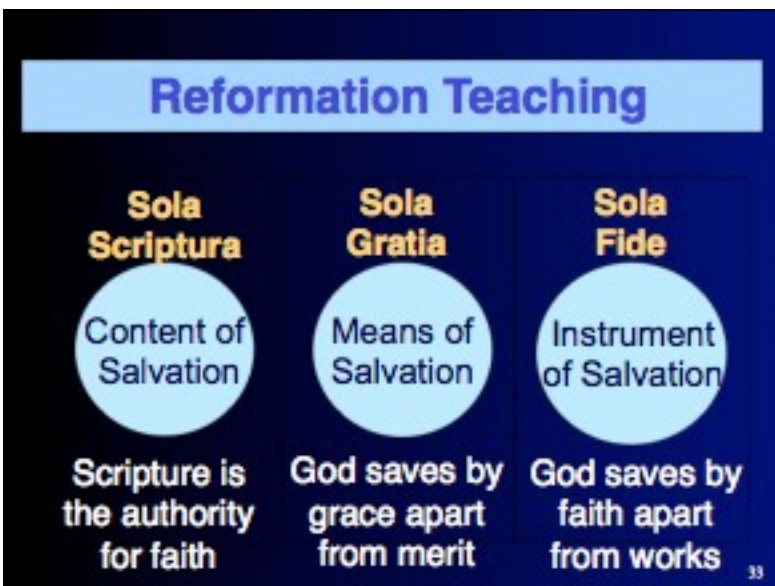 Reformation Teaching
Sola
Scriptura
Content of
Salvation
Scripture is
the authority
for faith
Sola
Gratia
Means of
Salvation
God saves by
grace apart
from merit
Sola
Fide
Instrument
of Salvation
God saves by
faith apart
from works
33